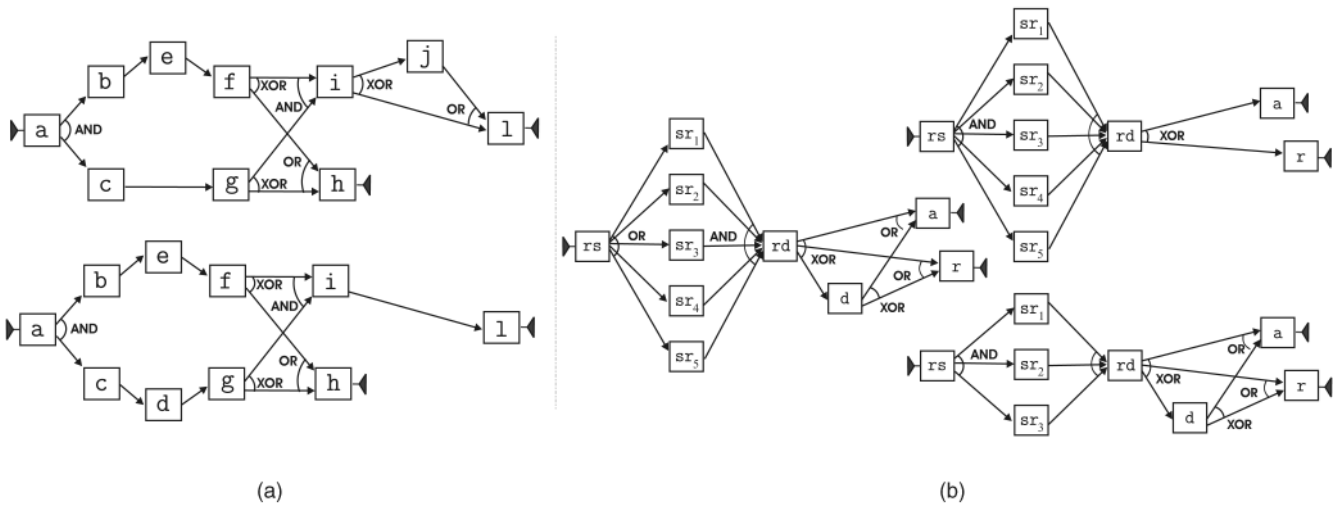 a
AND
b
e
f
c
g
XOR
AND
OR
XOR
i
XOR
j
OR
l
h
a
AND
b
e
f
c
d
g
XOR
AND
OR
XOR
i
l
h
(a)
rs
OR
sr1
sr2
sr3
sr4
sr5
AND
rd
XOR
OR
a
OR
r
d
XOR
rs
AND
sr1
sr2
sr3
sr4
sr5
rd
XOR
a
r
rs
AND
sr1
sr2
sr3
rd
XOR
OR
a
OR
r
d
XOR
(b)